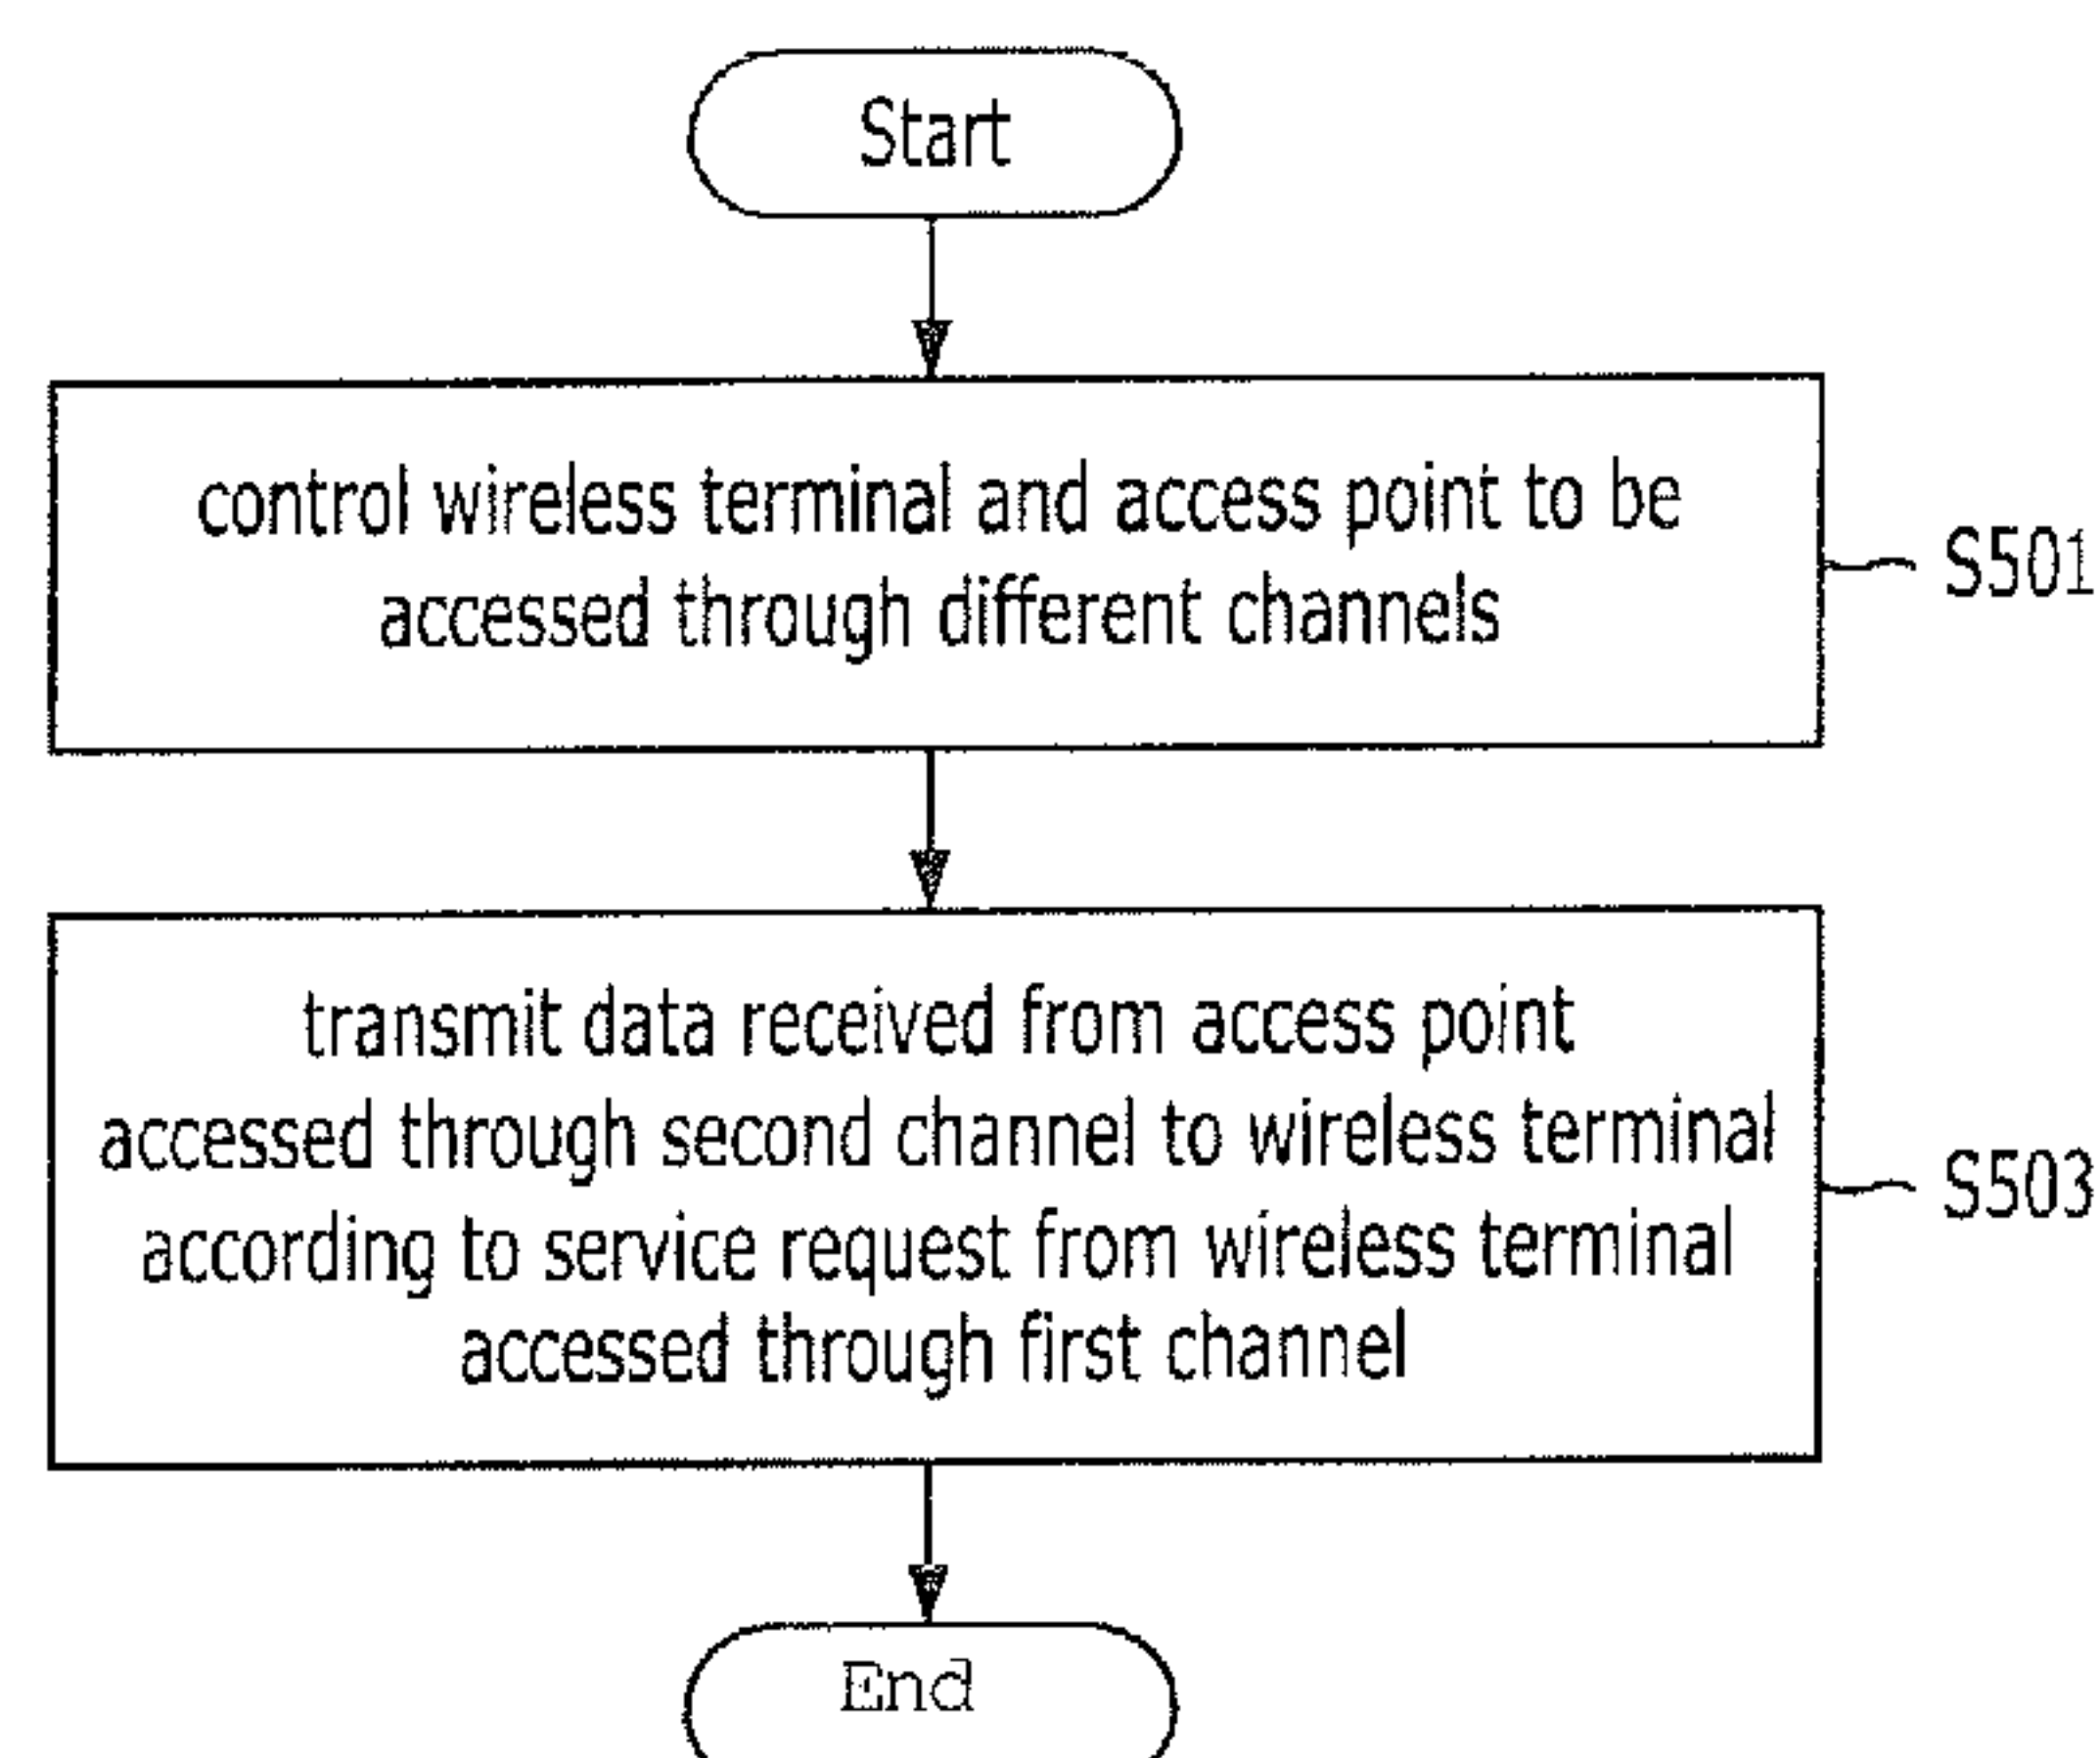 Start
control wireless terminal and access point to be
accessed through different channels
S501
transmit data received from access point
accessed through second channel to wireless terminal
according to service request from wireless terminal
accessed through first channel
S503
End